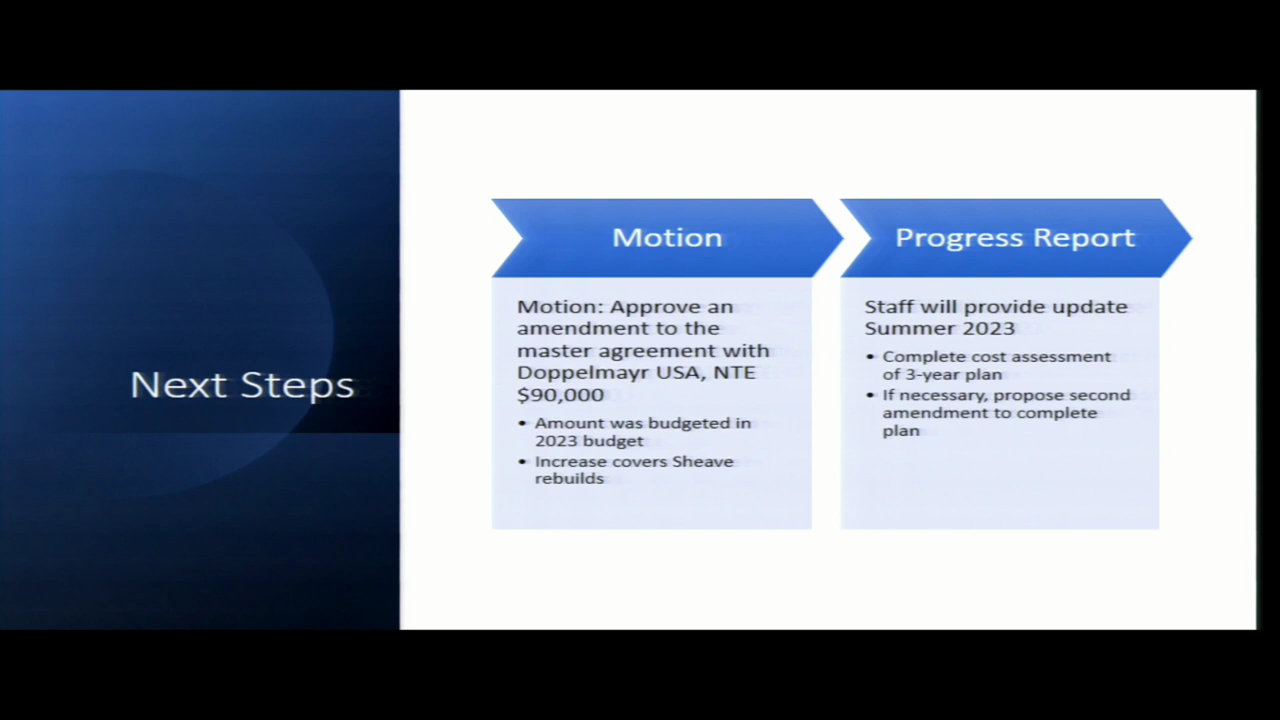 Next Steps
Motion
Motion: Approve an
amendment to the
master agreement with
Doppelmayr USA, NTE
$90,000
• Amount was budgeted in
2023 budget
• Increase covers Sheave
rebuilds
Progress Report
Staff will provide update
Summer 2023
• Complete cost assessment
of 3-year plan
• If necessary, propose second
amendment to complete
plan